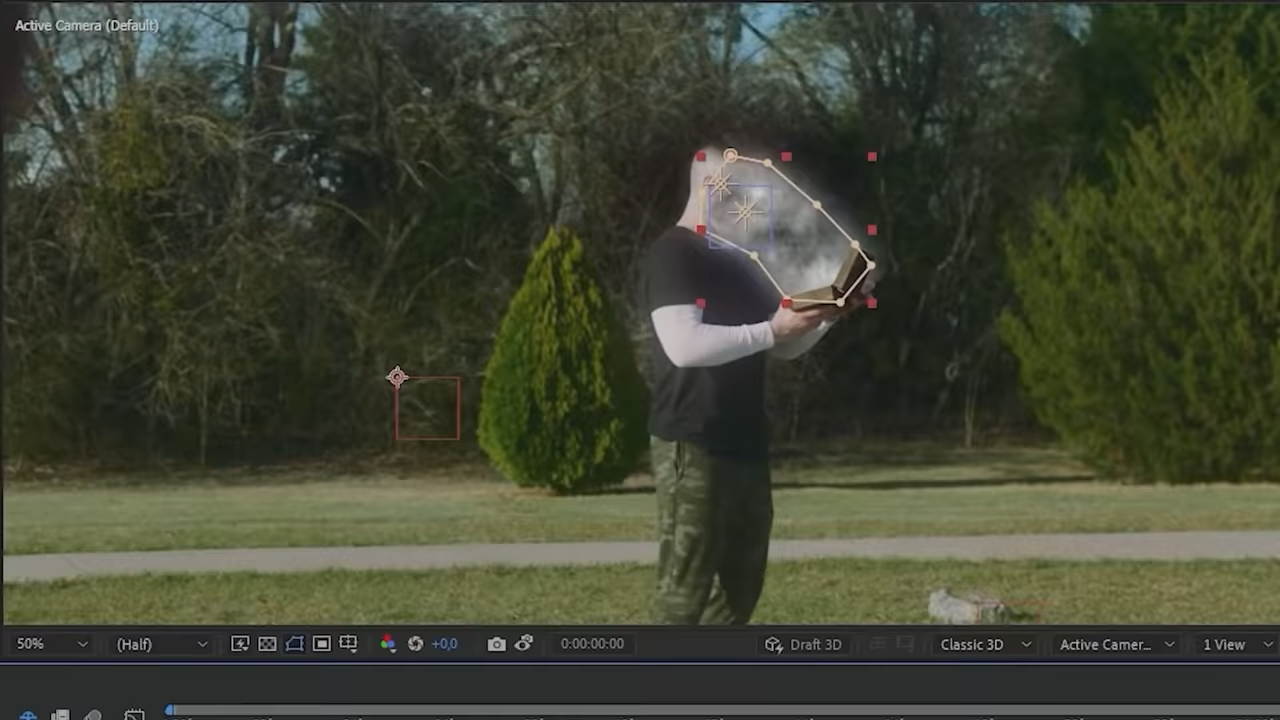 Active Camera (Default)
50% (Half) +0,0 0:00:00:00 Draft 3D Classic 3D Active Camer... 1 View